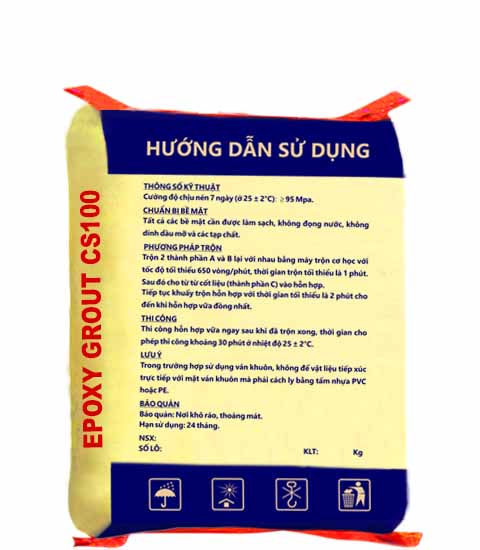 HƯỚNG DẪN SỬ DỤNG
THÔNG SỐ KỸ THUẬT
Cường độ chịu nén 7 ngày (ở 25 ± 2°C): ≥ 95 Mpa.
CHUẨN BỊ BỀ MẶT
Tất cả các bề mặt cần được làm sạch, không đọng nước, không
dính dầu mỡ và các tạp chất.
PHƯƠNG PHÁP TRỘN
Trộn 2 thành phần A và B lại với nhau bằng máy trộn cơ học với
tốc độ tối thiểu 650 vòng/phút, thời gian trộn tối thiểu là 1 phút.
Sau đó cho từ từ cốt liệu (thành phần C) vào hỗn hợp.
Tiếp tục khuấy trộn hỗn hợp với thời gian tối thiểu là 2 phút cho
đến khi hỗn hợp vữa đồng nhất.
THI CÔNG
Thi công hỗn hợp vữa ngay sau khi đã trộn xong, thời gian cho
phép thi công khoảng 30 phút ở nhiệt độ 25 ± 2°C.
LƯU Ý
Trong trường hợp sử dụng ván khuôn, không để vật liệu tiếp xúc
trực tiếp với mặt ván khuôn mà phải cách ly bằng tấm nhựa PVC
hoặc PE.
BẢO QUẢN
Bảo quản: Nơi khô ráo, thoáng mát.
Hạn sử dụng: 24 tháng.
NSX:
SỐ LÔ: KLT: Kg
EPOXY GROUT CS100